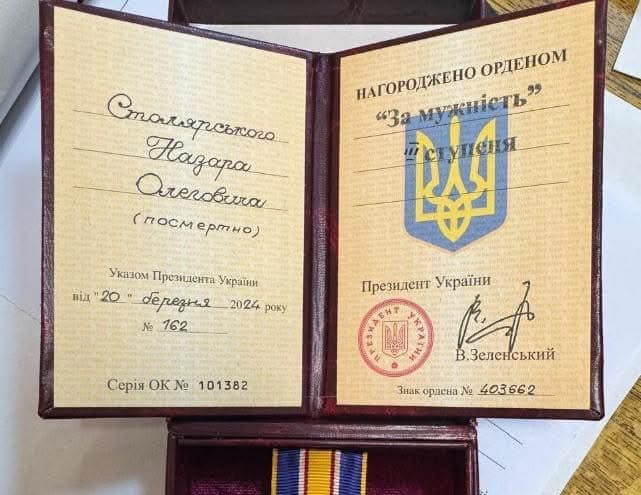 Столярського
Назара
Олеговича
(посмертно)
Указом Президента України
від "20" березня 2024 року
№ 162
Серія ОК № 101382
НАГОРОДЖЕНО ОРДЕНОМ
“За мужність”
III ступеня
Президент України
ПРЕЗИДЕНТ УКРАЇНИ
В.Зеленський
Знак ордена № 403662